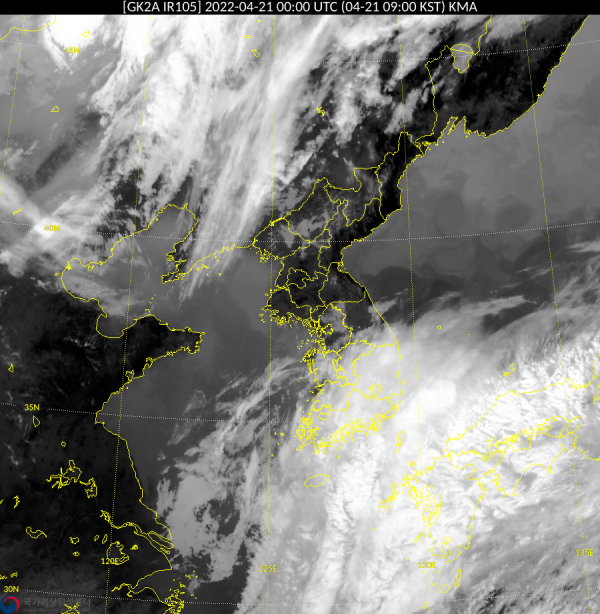 [GK2A IR105] 2022-04-21 00:00 UTC (04-21 09:00 KST) KMA
45N
40N
35N
120E
125E
130E
135E
30N